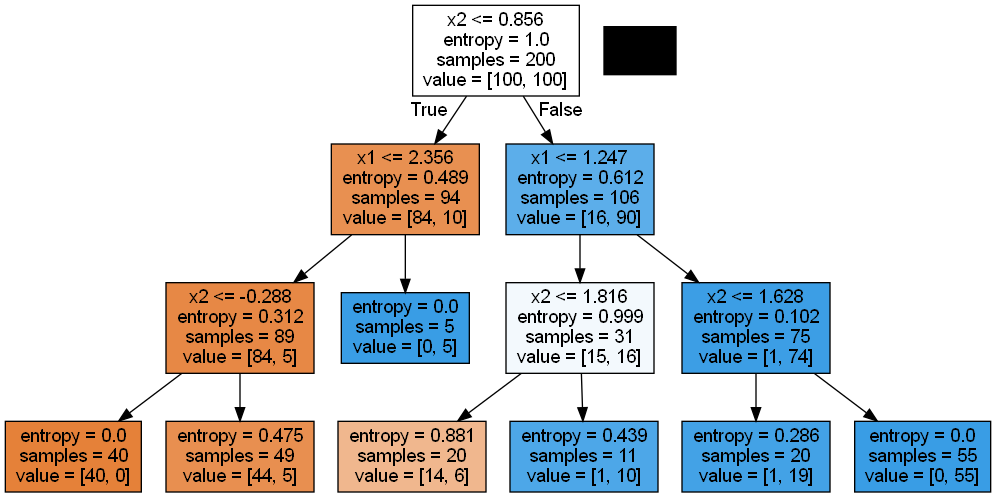 x2 <= 0.856
entropy = 1.0
samples = 200
value = [100, 100]
True
False
x1 <= 2.356
entropy = 0.489
samples = 94
value = [84, 10]
x1 <= 1.247
entropy = 0.612
samples = 106
value = [16, 90]
x2 <= -0.288
entropy = 0.312
samples = 89
value = [84, 5]
entropy = 0.0
samples = 5
value = [0, 5]
x2 <= 1.816
entropy = 0.999
samples = 31
value = [15, 16]
x2 <= 1.628
entropy = 0.102
samples = 75
value = [1, 74]
entropy = 0.0
samples = 40
value = [40, 0]
entropy = 0.475
samples = 49
value = [44, 5]
entropy = 0.881
samples = 20
value = [14, 6]
entropy = 0.439
samples = 11
value = [1, 10]
entropy = 0.286
samples = 20
value = [1, 19]
entropy = 0.0
samples = 55
value = [0, 55]